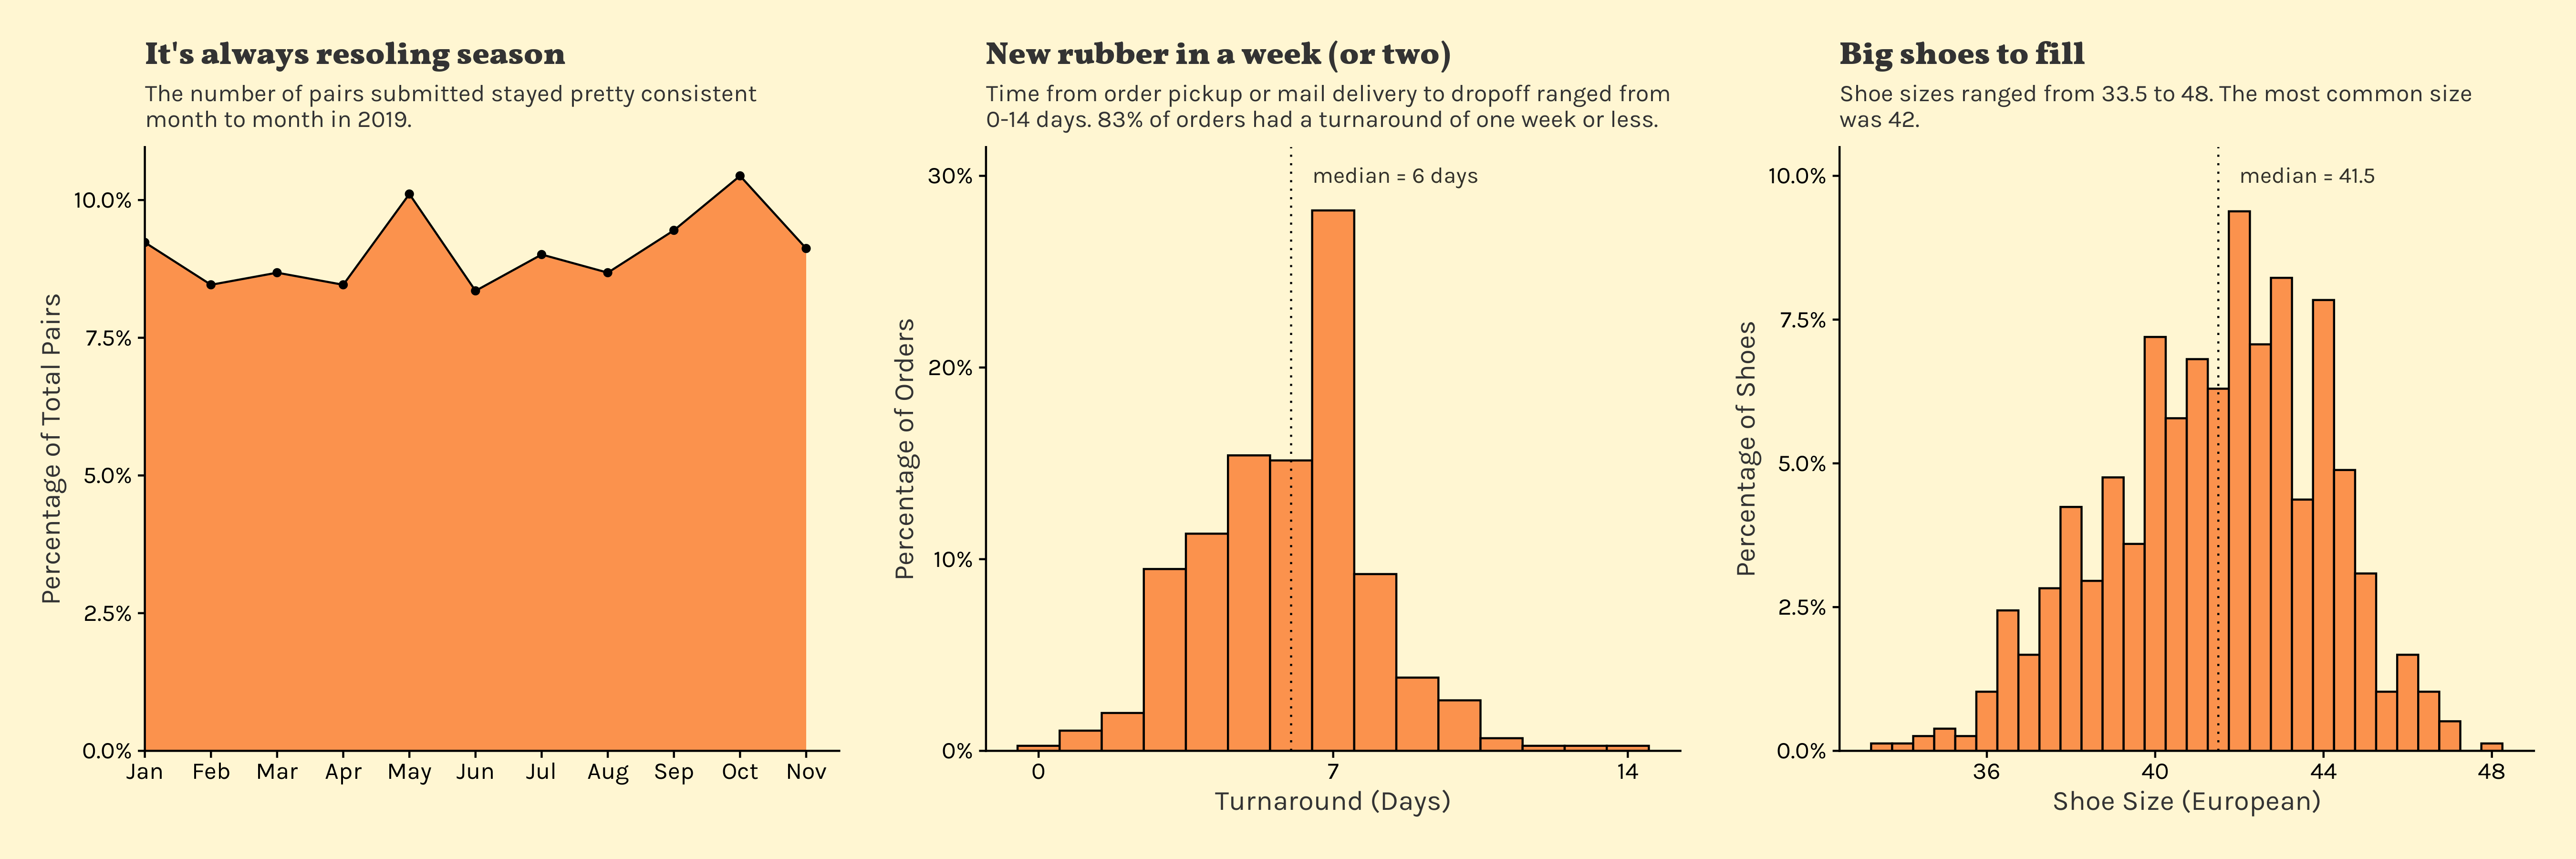 It's always resoling season
The number of pairs submitted stayed pretty consistent
month to month in 2019.
Percentage of Total Pairs
10.0%
7.5%
5.0%
2.5%
0.0%
Jan Feb Mar Apr May Jun Jul Aug Sep Oct Nov
New rubber in a week (or two)
Time from order pickup or mail delivery to dropoff ranged from
0-14 days. 83% of orders had a turnaround of one week or less.
median = 6 days
Percentage of Orders
30%
20%
10%
0%
0 7 14
Turnaround (Days)
Big shoes to fill
Shoe sizes ranged from 33.5 to 48. The most common size
was 42.
median = 41.5
Percentage of Shoes
10.0%
7.5%
5.0%
2.5%
0.0%
36 40 44 48
Shoe Size (European)